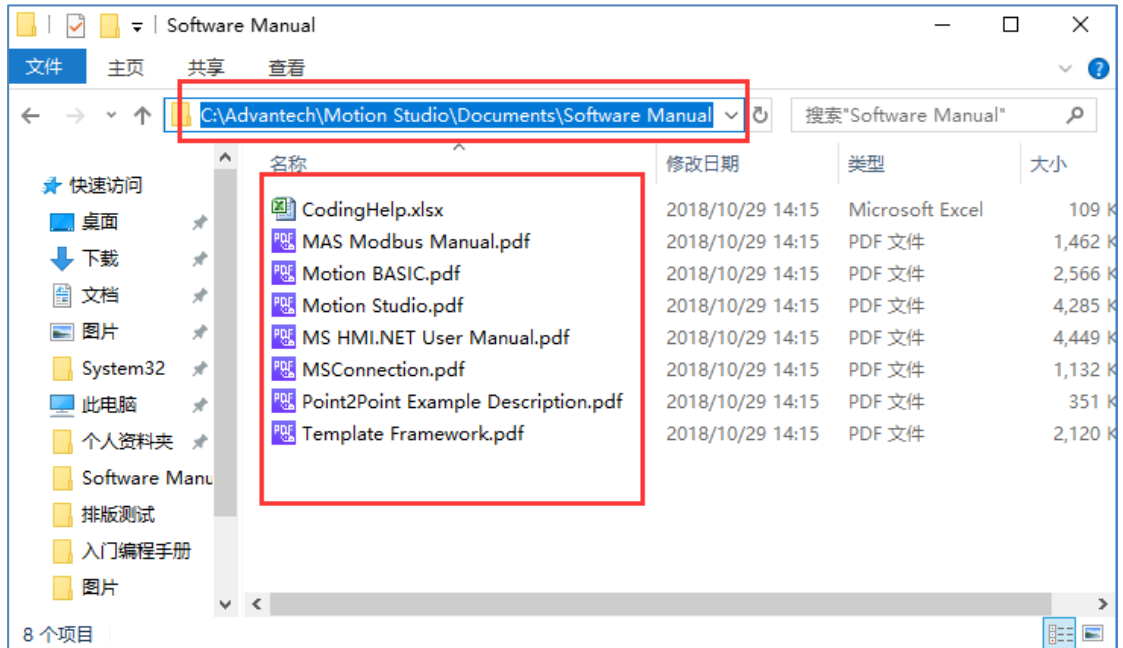 Software Manual
文件 主页 共享 查看
C:\Advantech\Motion Studio\Documents\Software Manual
搜索"Software Manual"
名称 修改日期 类型 大小
快速访问
桌面
下载
文档
图片
System32
此电脑
个人资料夹
Software Manu
排版测试
入门编程手册
图片
CodingHelp.xlsx 2018/10/29 14:15 Microsoft Excel 109 K
MAS Modbus Manual.pdf 2018/10/29 14:15 PDF 文件 1,462 K
Motion BASIC.pdf 2018/10/29 14:15 PDF 文件 2,566 K
Motion Studio.pdf 2018/10/29 14:15 PDF 文件 4,285 K
MS HMI.NET User Manual.pdf 2018/10/29 14:15 PDF 文件 4,449 K
MSConnection.pdf 2018/10/29 14:15 PDF 文件 1,132 K
Point2Point Example Description.pdf 2018/10/29 14:15 PDF 文件 351 K
Template Framework.pdf 2018/10/29 14:15 PDF 文件 2,120 K
8 个项目